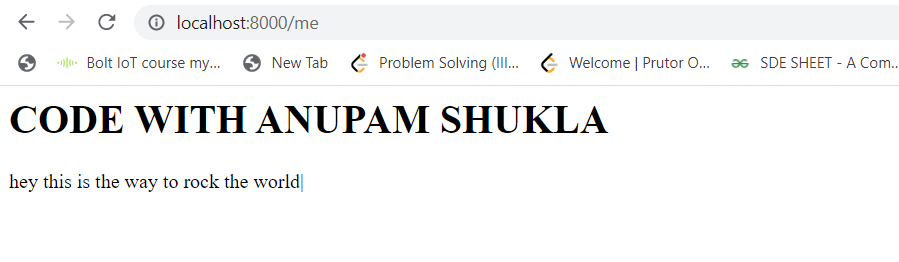 localhost:8000/me
Bolt IoT course my... New Tab Problem Solving (III... Welcome | Prutor O... SDE SHEET - A Com...
CODE WITH ANUPAM SHUKLA
hey this is the way to rock the world